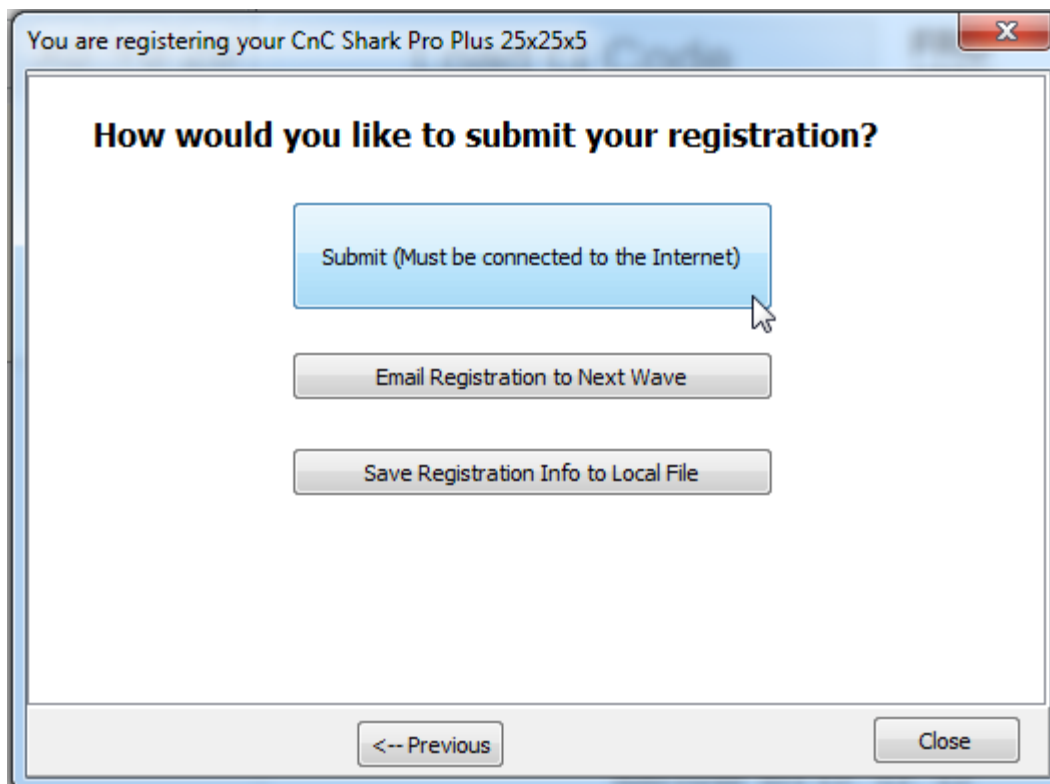 You are registering your CnC Shark Pro Plus 25x25x5
How would you like to submit your registration?
Submit (Must be connected to the Internet)
Email Registration to Next Wave
Save Registration Info to Local File
<-- Previous
Close